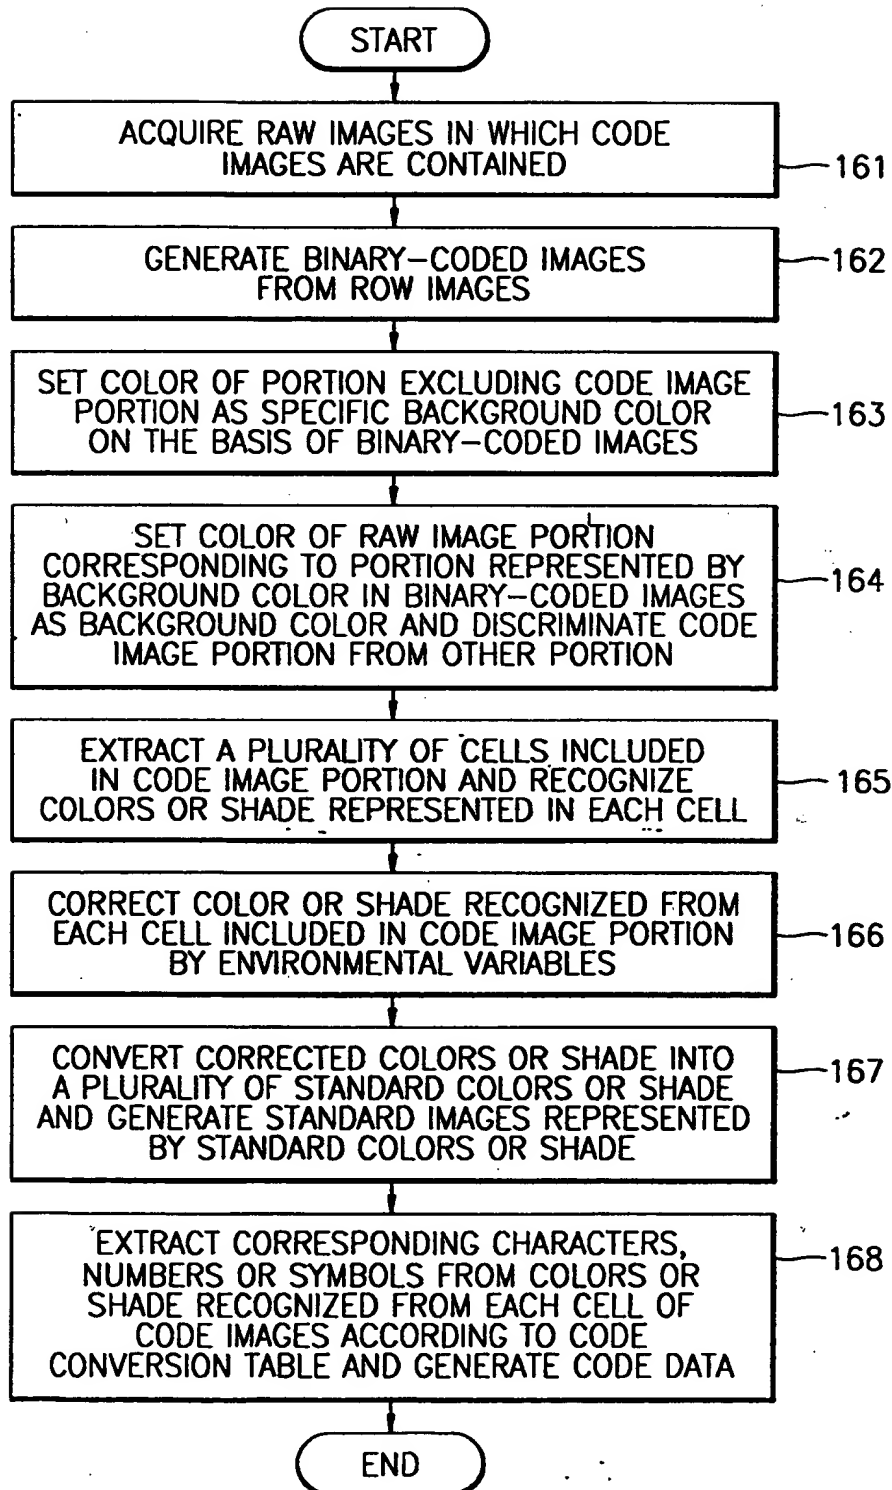 START
ACQUIRE RAW IMAGES IN WHICH CODE
IMAGES ARE CONTAINED
161
GENERATE BINARY-CODED IMAGES
FROM ROW IMAGES
162
SET COLOR OF PORTION EXCLUDING CODE IMAGE
PORTION AS SPECIFIC BACKGROUND COLOR
ON THE BASIS OF BINARY-CODED IMAGES
163
SET COLOR OF RAW IMAGE PORTION
CORRESPONDING TO PORTION REPRESENTED BY
BACKGROUND COLOR IN BINARY-CODED IMAGES
AS BACKGROUND COLOR AND DISCRIMINATE CODE
IMAGE PORTION FROM OTHER PORTION
164
EXTRACT A PLURALITY OF CELLS INCLUDED
IN CODE IMAGE PORTION AND RECOGNIZE
COLORS OR SHADE REPRESENTED IN EACH CELL
165
CORRECT COLOR OR SHADE RECOGNIZED FROM
EACH CELL INCLUDED IN CODE IMAGE PORTION
BY ENVIRONMENTAL VARIABLES
166
CONVERT CORRECTED COLORS OR SHADE INTO
A PLURALITY OF STANDARD COLORS OR SHADE
AND GENERATE STANDARD IMAGES REPRESENTED
BY STANDARD COLORS OR SHADE
167
EXTRACT CORRESPONDING CHARACTERS,
NUMBERS OR SYMBOLS FROM COLORS OR
SHADE RECOGNIZED FROM EACH CELL OF
CODE IMAGES ACCORDING TO CODE
CONVERSION TABLE AND GENERATE CODE DATA
168
END